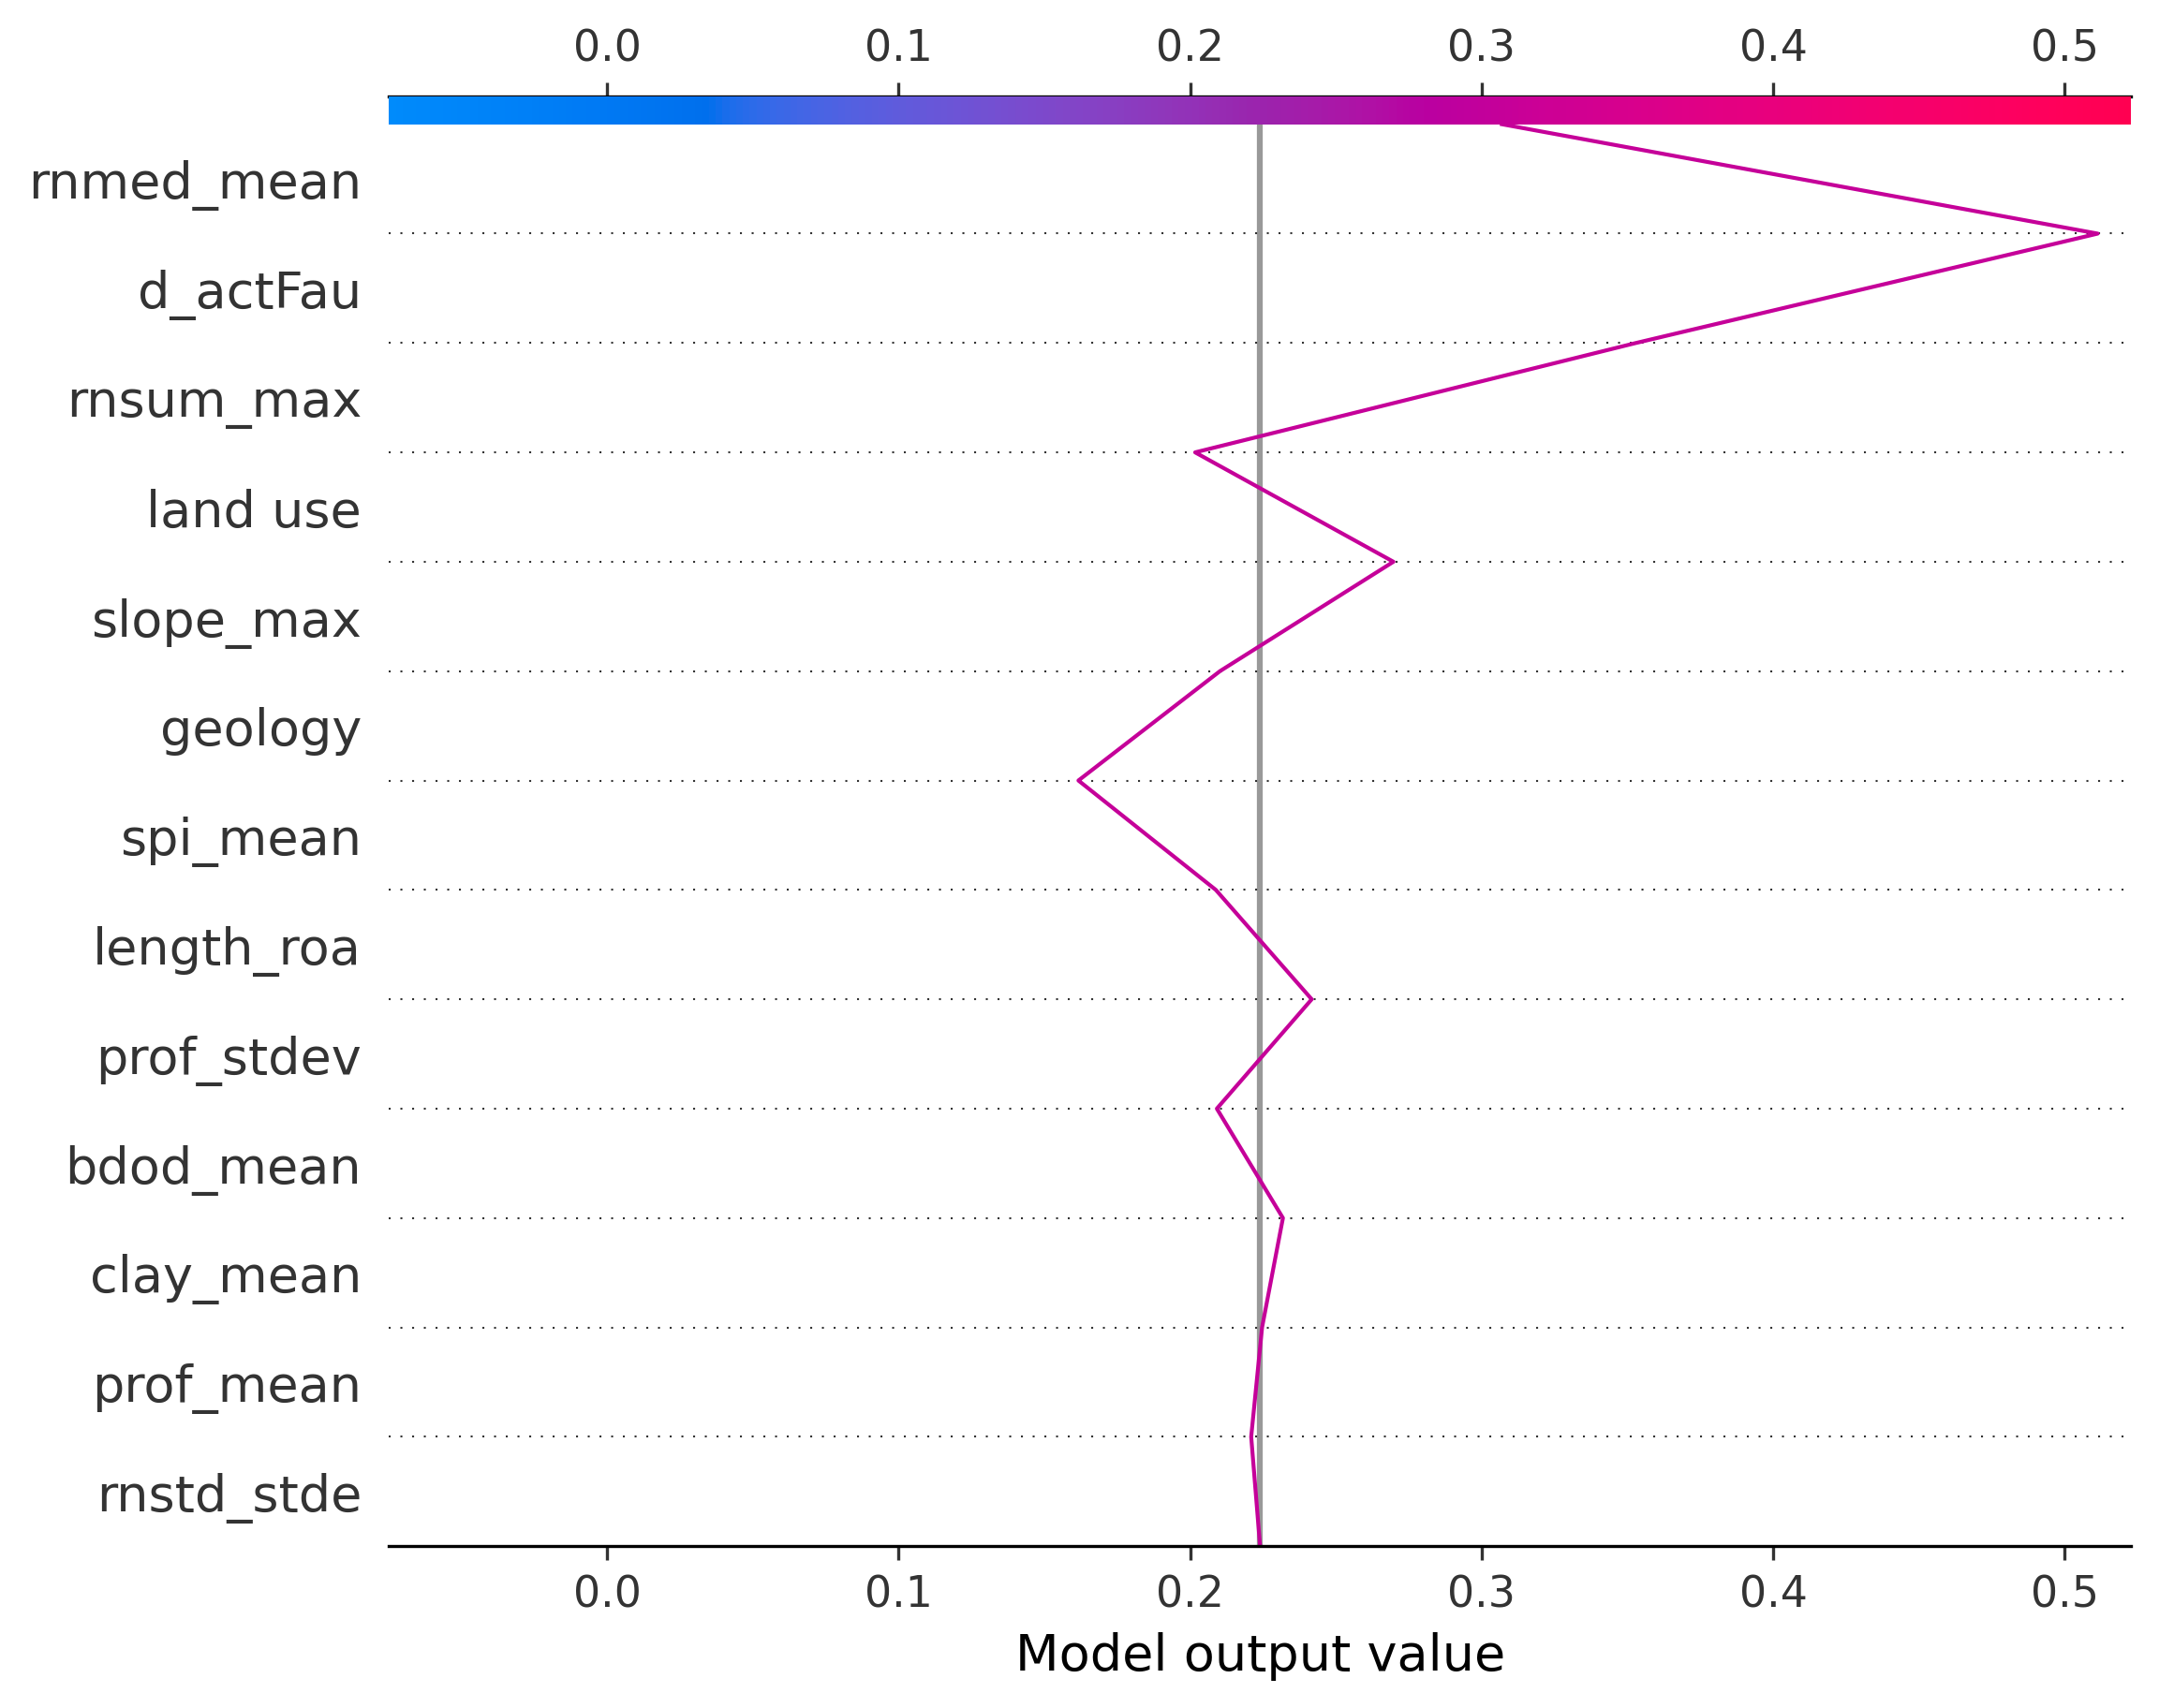 0.0 0.1 0.2 0.3 0.4 0.5
rnmed_mean
d_actFau
rnsum_max
land use
slope_max
geology
spi_mean
length_roa
prof_stdev
bdod_mean
clay_mean
prof_mean
rnstd_stde
0.0 0.1 0.2 0.3 0.4 0.5
Model output value